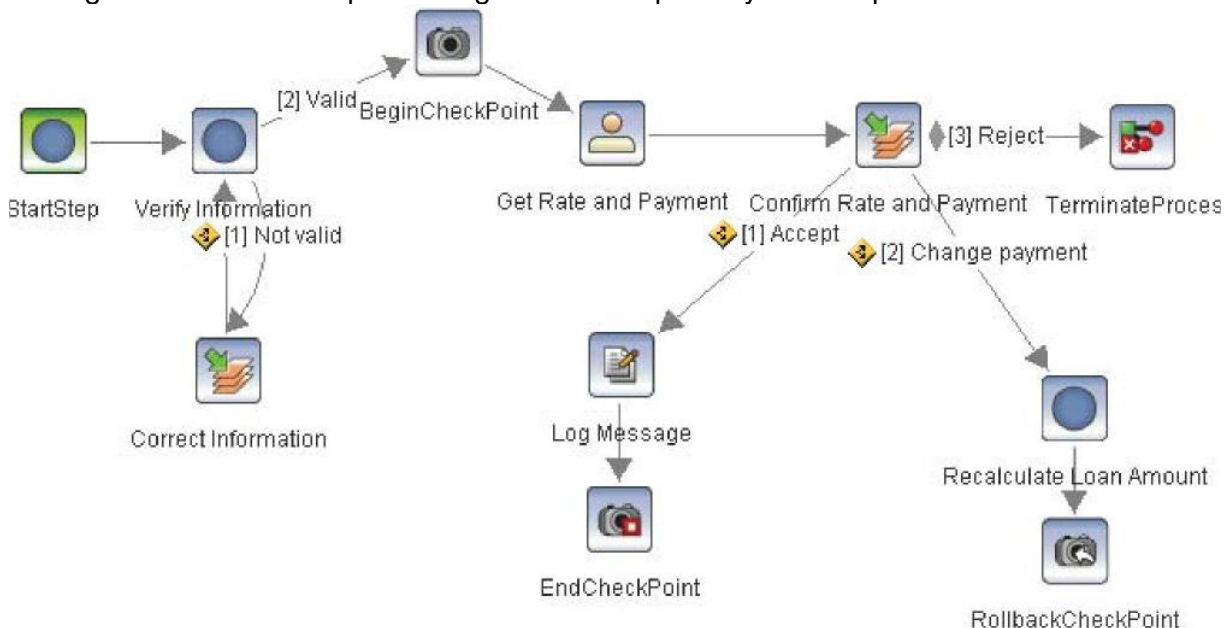 [2] Valid
BeginCheckPoint
[3] Reject
StartStep
Verify Information
Get Rate and Payment
Confirm Rate and Payment
TerminateProces
[1] Not valid
[1] Accept
[2] Change payment
Correct Information
Log Message
Recalculate Loan Amount
EndCheckPoint
RollbackCheckPoint